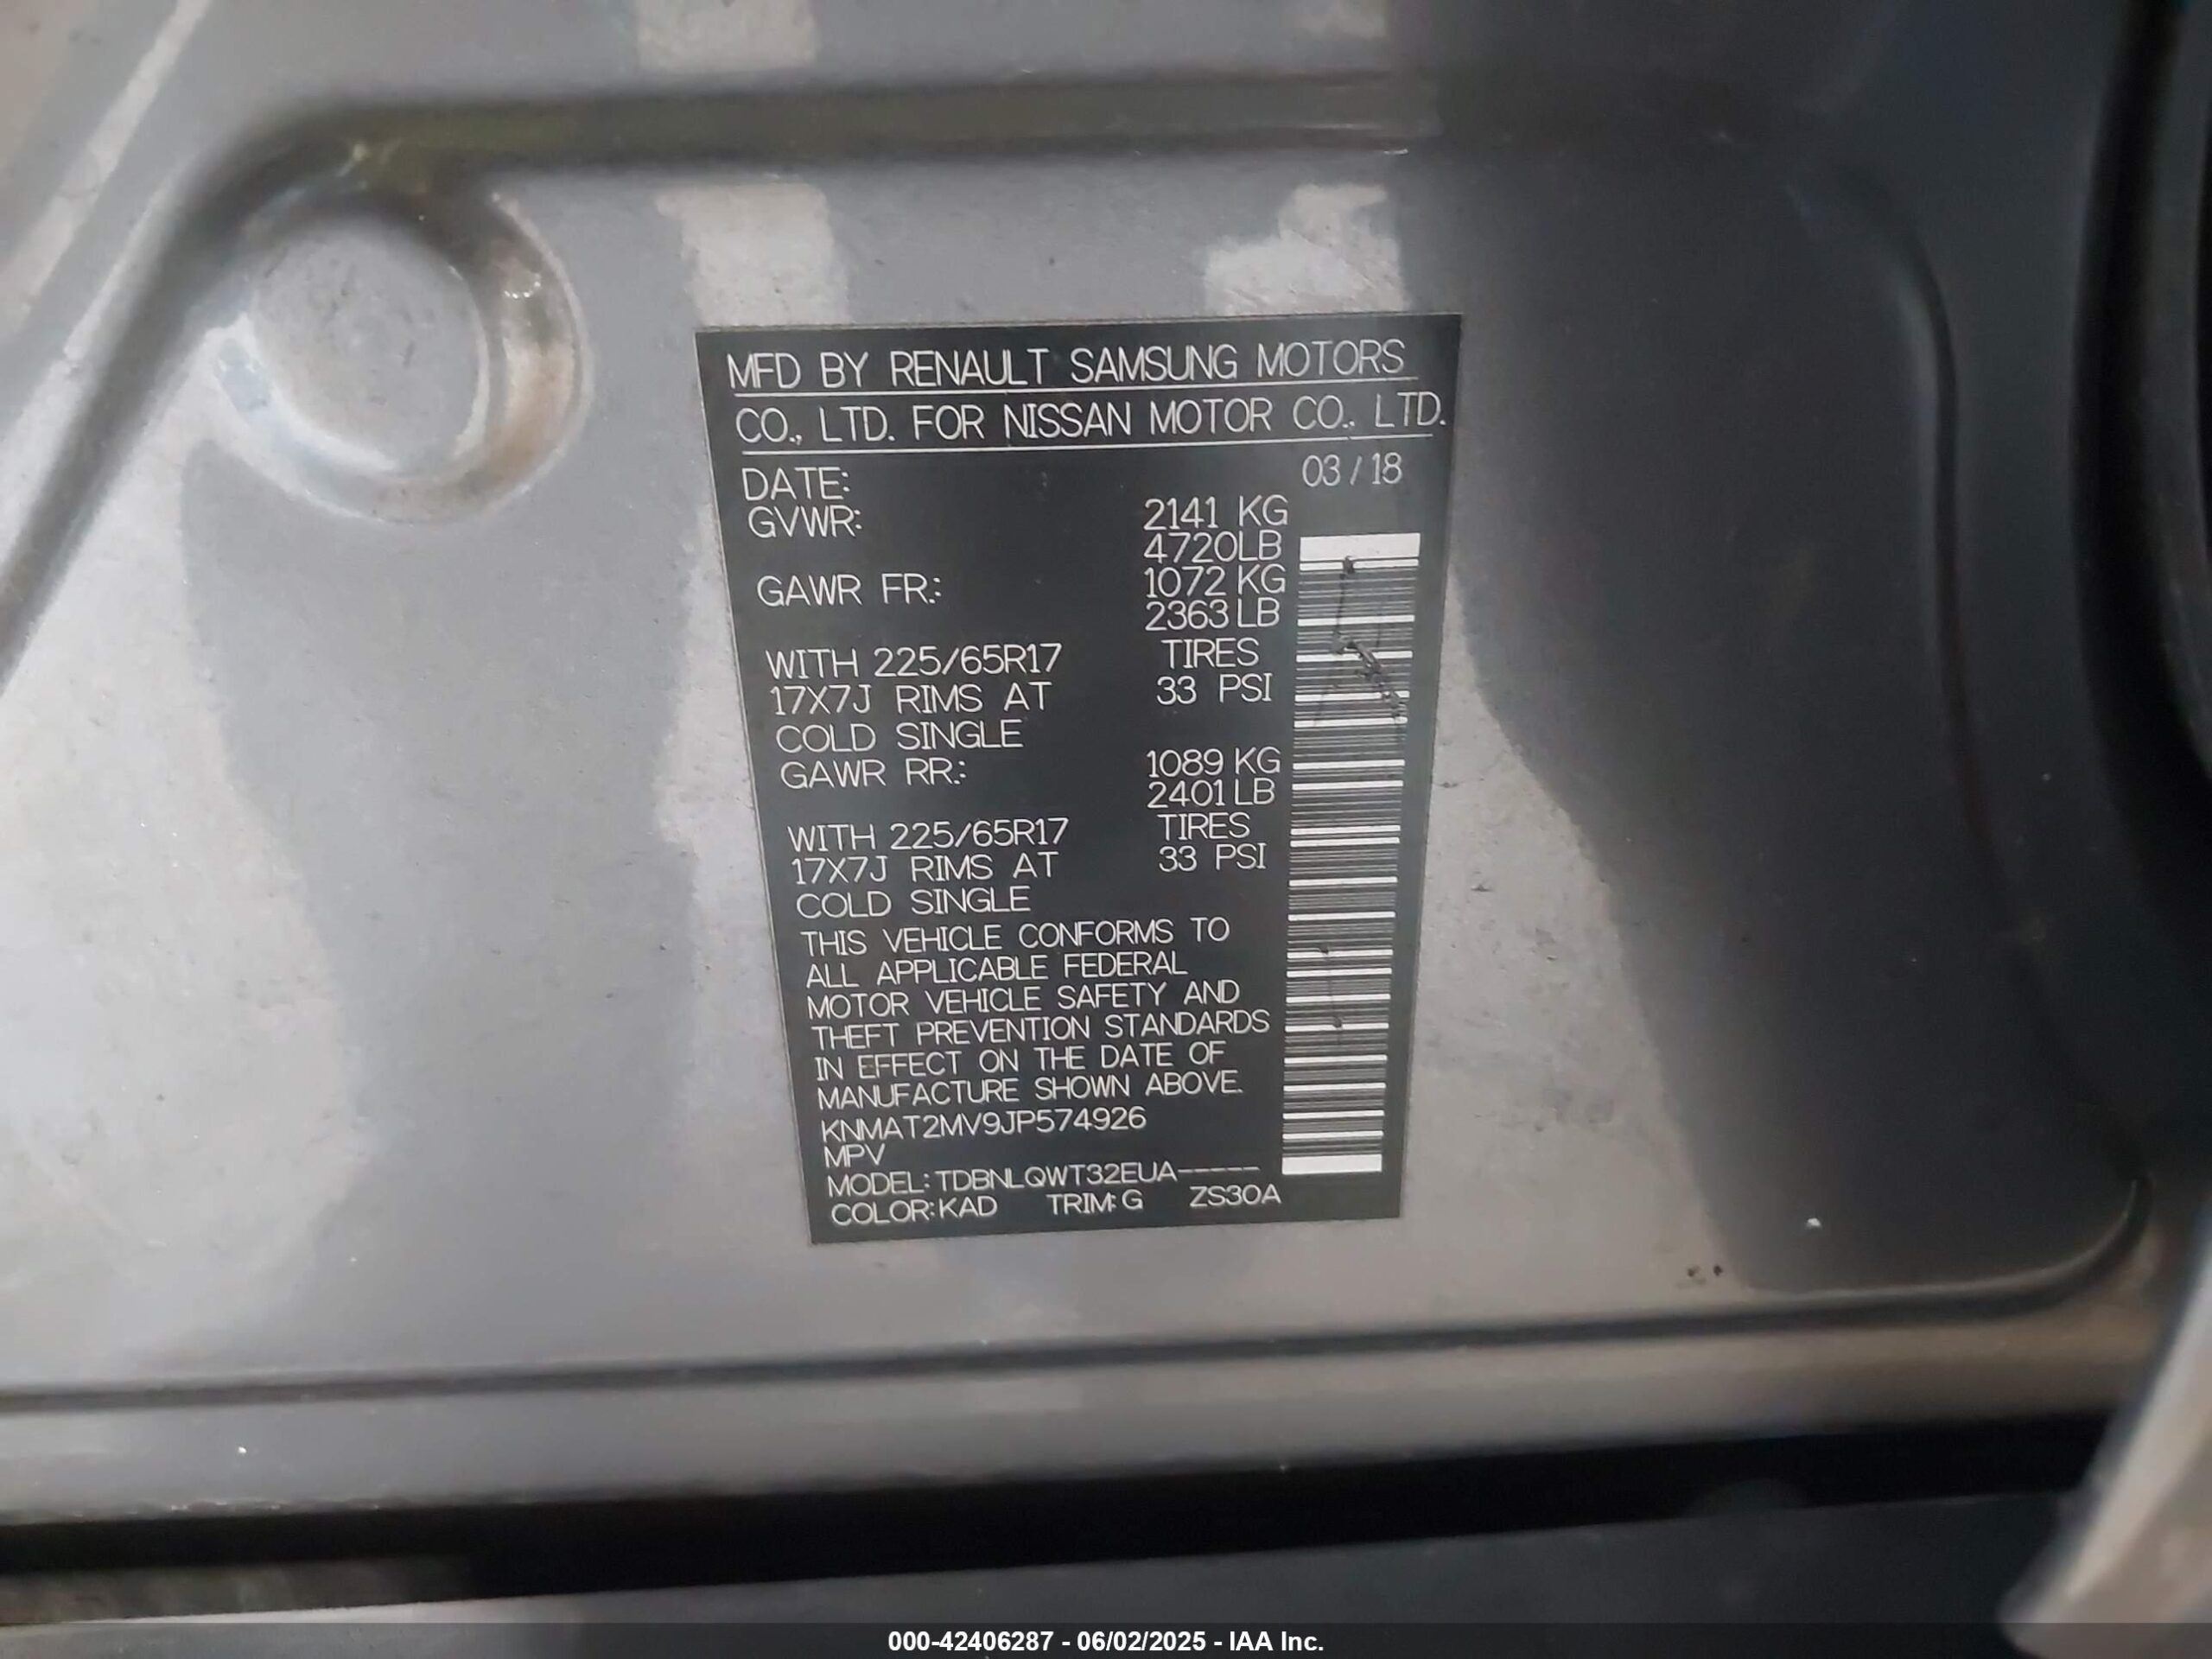 MFD BY RENAULT SAMSUNG MOTORS
CO., LTD. FOR NISSAN MOTOR CO., LTD.
DATE: 03 / 18
GVWR: 2141 KG
4720LB
GAWR FR.: 1072 KG
2363 LB
WITH 225/65R17 TIRES
17X7J RIMS AT 33 PSI
COLD SINGLE
GAWR RR.: 1089 KG
2401 LB
WITH 225/65R17 TIRES
17X7J RIMS AT 33 PSI
COLD SINGLE
THIS VEHICLE CONFORMS TO
ALL APPLICABLE FEDERAL
MOTOR VEHICLE SAFETY AND
THEFT PREVENTION STANDARDS
IN EFFECT ON THE DATE OF
MANUFACTURE SHOWN ABOVE.
KNMAT2MV9JP574926
MPV
MODEL: TDBNLQWT32EUA-----
COLOR: KAD TRIM: G ZS30A
000-42406287 - 06/02/2025 - IAA Inc.